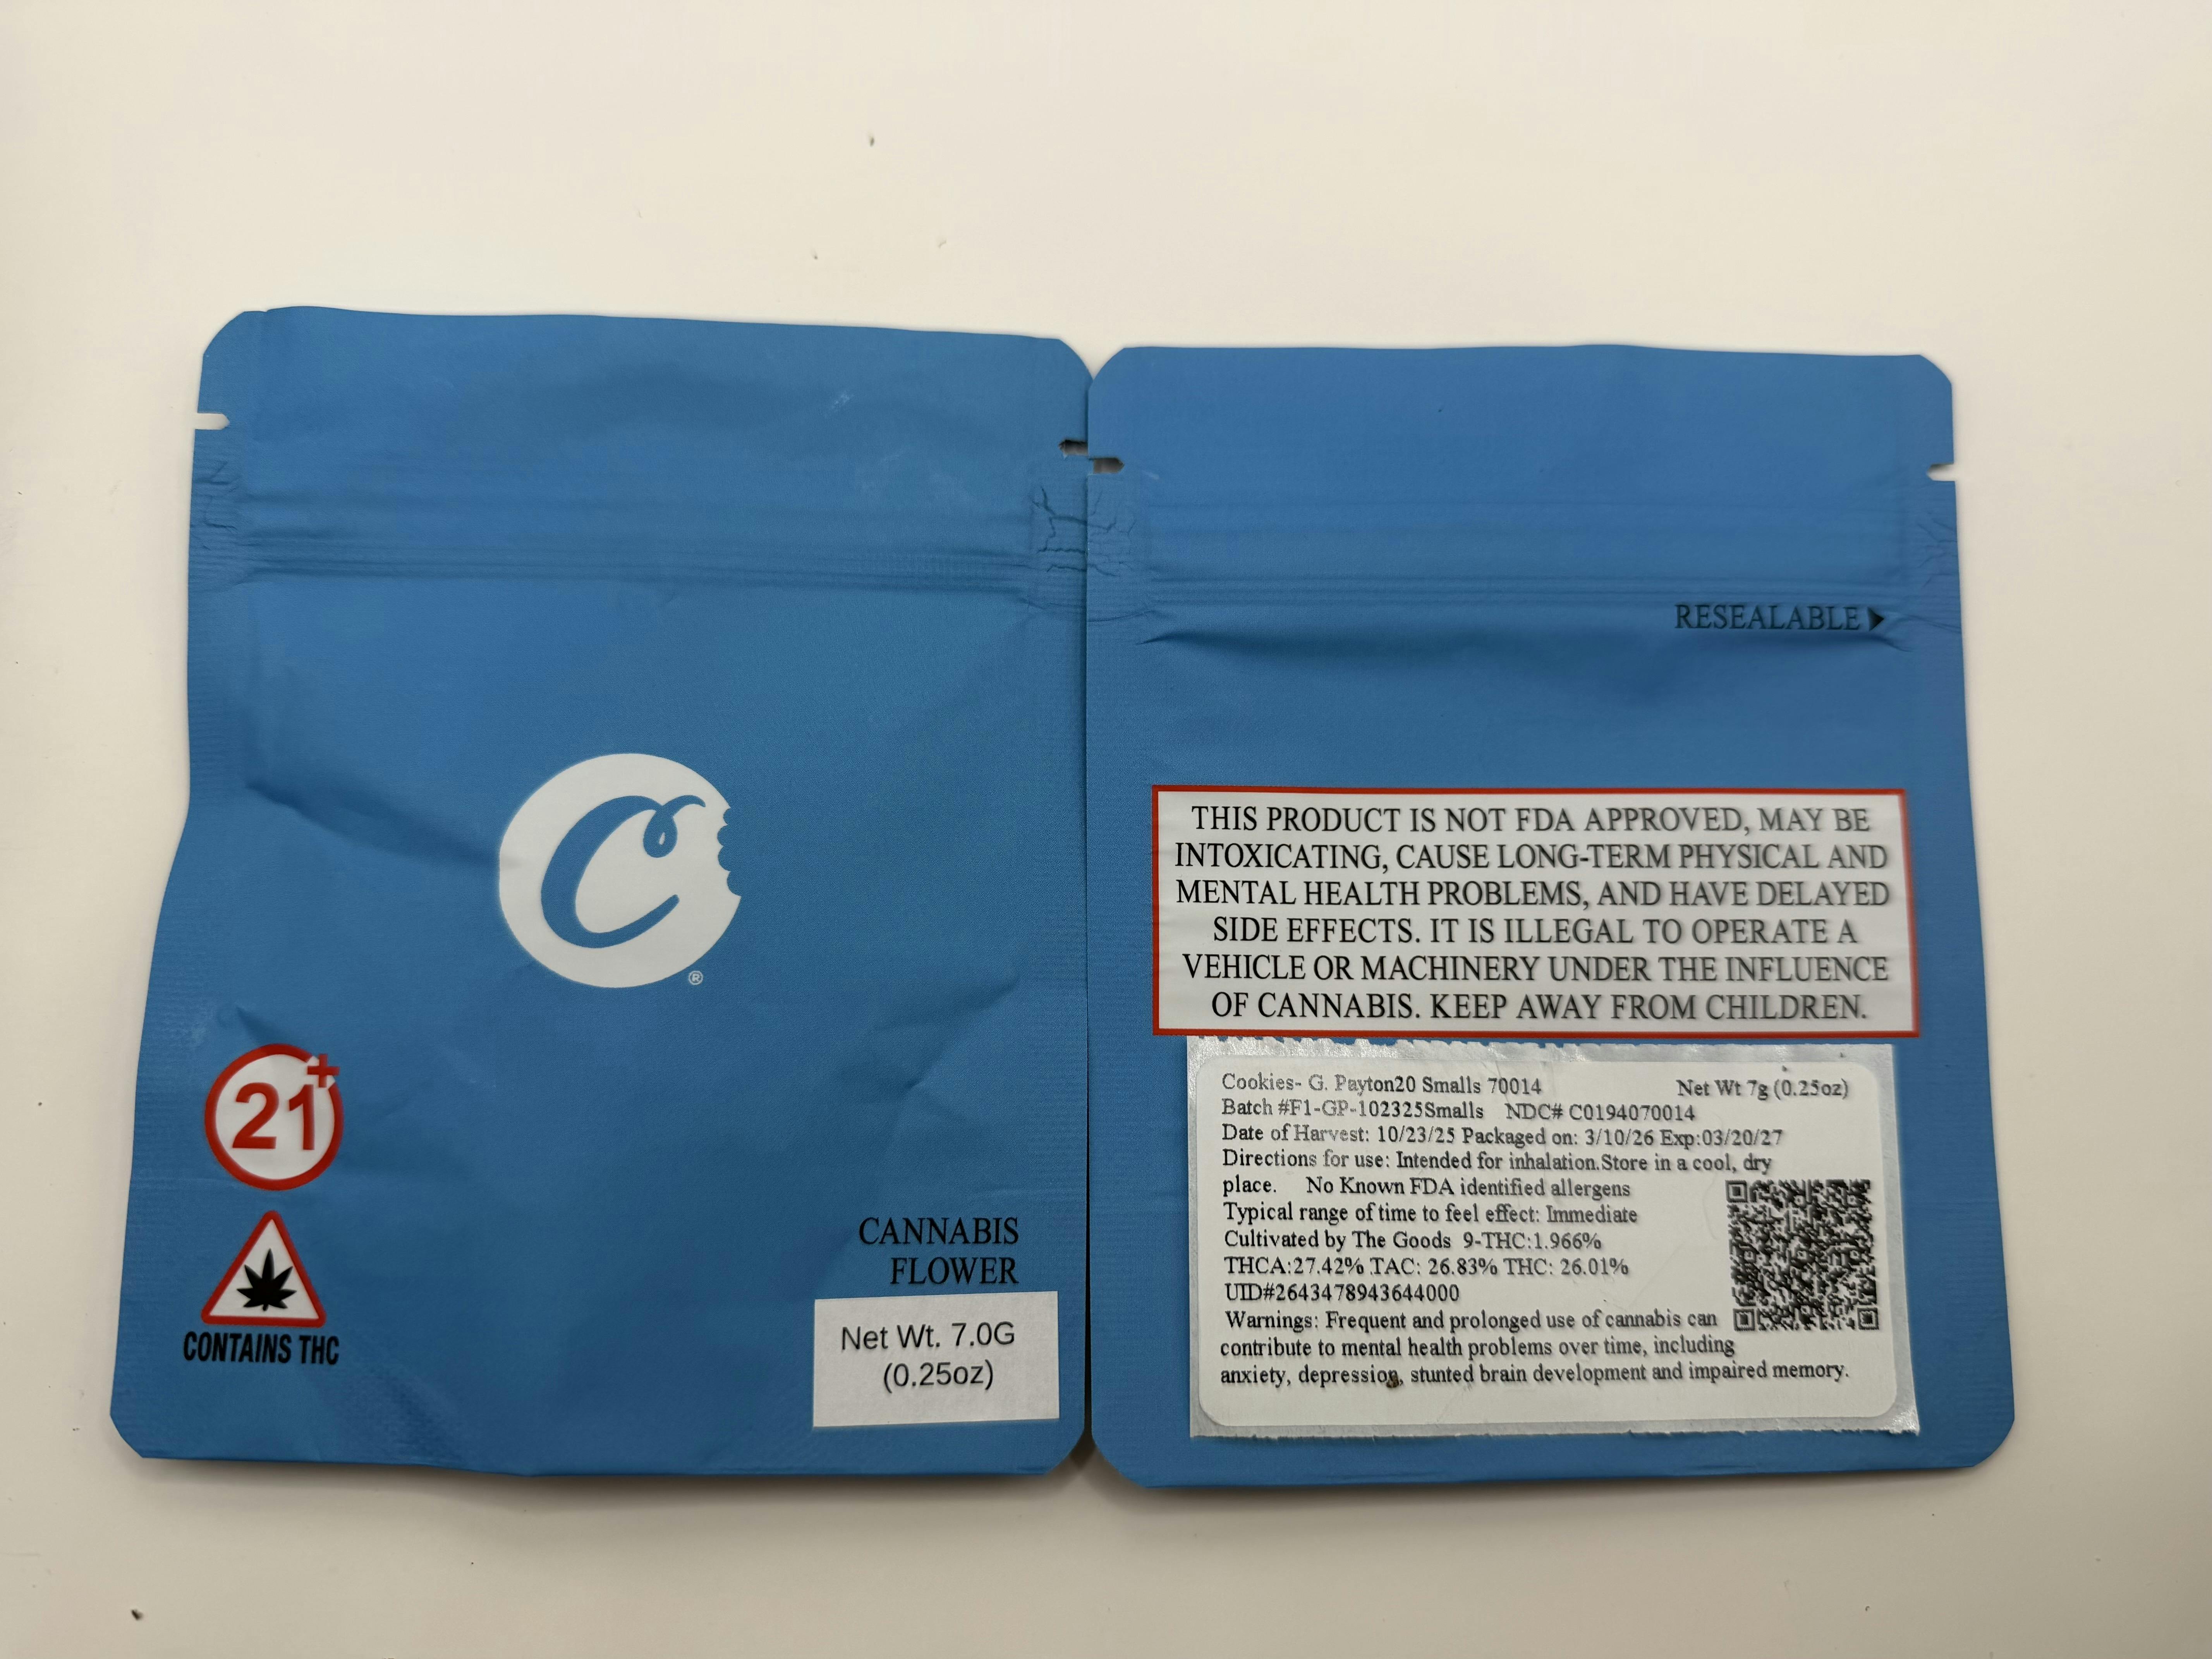 C
®
21+
CONTAINS THC
CANNABIS
FLOWER
Net Wt. 7.0G
(0.25oz)
RESEALABLE
THIS PRODUCT IS NOT FDA APPROVED, MAY BE
INTOXICATING, CAUSE LONG-TERM PHYSICAL AND
MENTAL HEALTH PROBLEMS, AND HAVE DELAYED
SIDE EFFECTS. IT IS ILLEGAL TO OPERATE A
VEHICLE OR MACHINERY UNDER THE INFLUENCE
OF CANNABIS. KEEP AWAY FROM CHILDREN.
Cookies- G. Payton20 Smalls 70014 Net Wt 7g (0.25oz)
Batch #F1-GP-102325Smalls NDC# C0194070014
Date of Harvest: 10/23/25 Packaged on: 3/10/26 Exp:03/20/27
Directions for use: Intended for inhalation.Store in a cool, dry
place. No Known FDA identified allergens
Typical range of time to feel effect: Immediate
Cultivated by The Goods 9-THC:1.966%
THCA:27.42% TAC: 26.83% THC: 26.01%
UID#2643478943644000
Warnings: Frequent and prolonged use of cannabis can
contribute to mental health problems over time, including
anxiety, depression, stunted brain development and impaired memory.